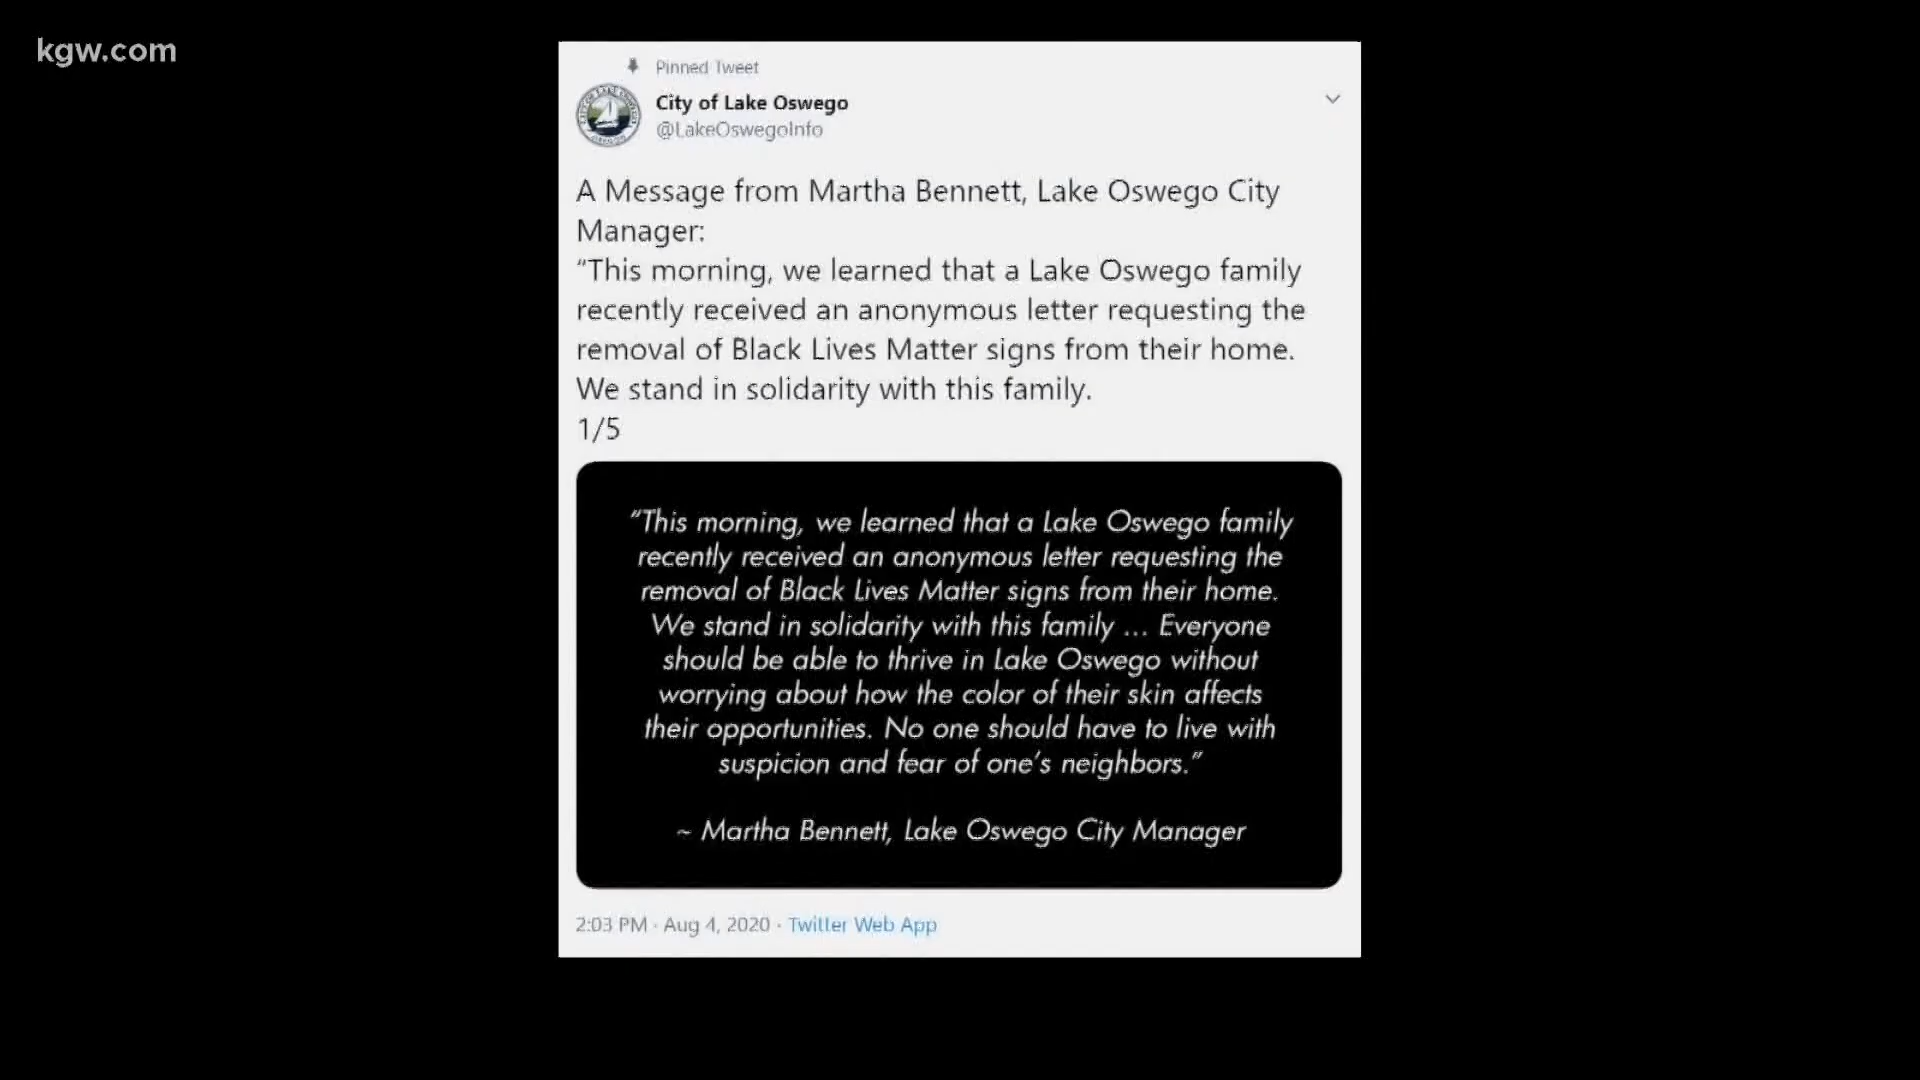 kgw.com
Pinned Tweet
City of Lake Oswego
@LakeOswegoInfo
A Message from Martha Bennett, Lake Oswego City
Manager:
“This morning, we learned that a Lake Oswego family
recently received an anonymous letter requesting the
removal of Black Lives Matter signs from their home.
We stand in solidarity with this family.
1/5
“This morning, we learned that a Lake Oswego family
recently received an anonymous letter requesting the
removal of Black Lives Matter signs from their home.
We stand in solidarity with this family ... Everyone
should be able to thrive in Lake Oswego without
worrying about how the color of their skin affects
their opportunities. No one should have to live with
suspicion and fear of one’s neighbors.”
~ Martha Bennett, Lake Oswego City Manager
2:03 PM · Aug 4, 2020 · Twitter Web App